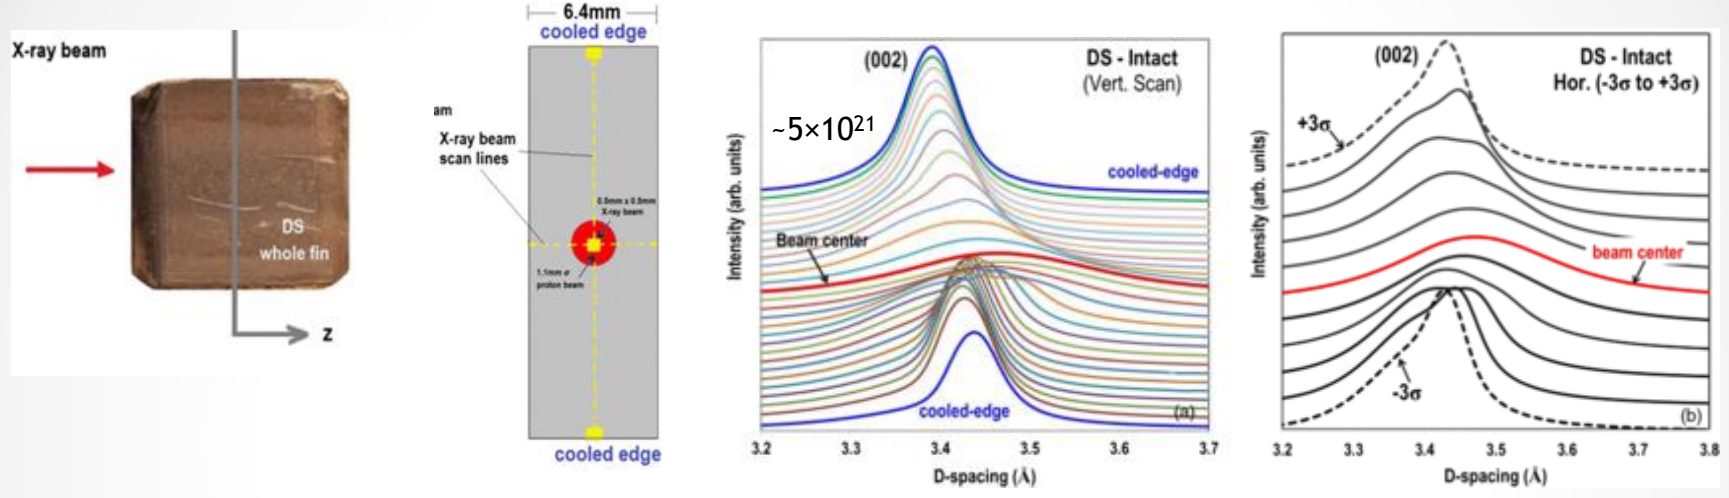 X-ray beam
DS
whole fin
z
6.4mm
cooled edge
am
X-ray beam
scan lines
0.5mm x 0.5mm
X-ray beam
1.1mm σ
proton beam
cooled edge
(002)
DS - Intact
(Vert. Scan)
~5×10²¹
cooled-edge
Beam center
cooled-edge
(a)
Intensity (arb. units)
3.2 3.3 3.4 3.5 3.6 3.7
D-spacing (Å)
(002)
DS - Intact
Hor. (-3σ to +3σ)
+3σ
beam center
-3σ
(b)
Intensity (arb. units)
3.2 3.3 3.4 3.5 3.6 3.7 3.8
D-spacing (Å)